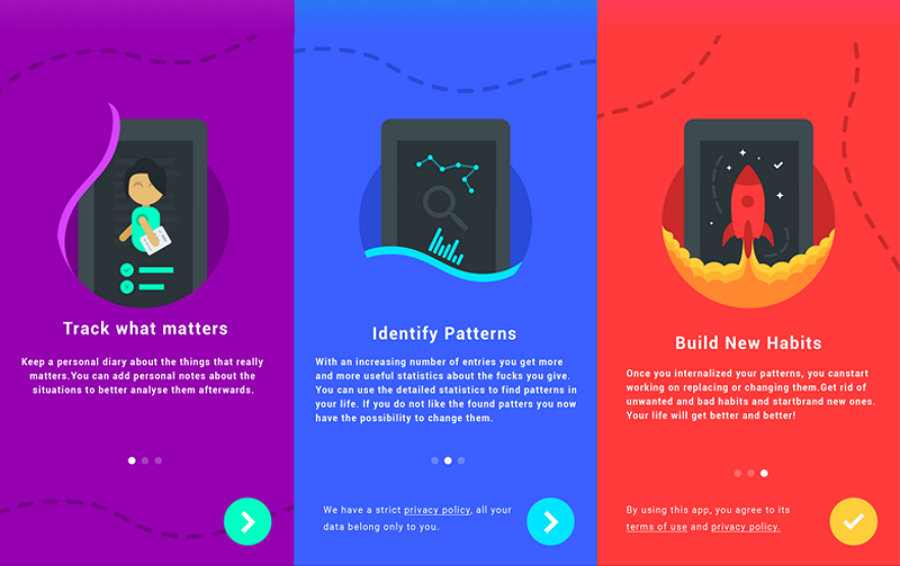 Track what matters
Keep a personal diary about the things that really
matters.You can add personal notes about the
situations to better analyse them afterwards.
Identify Patterns
With an increasing number of entries you get more
and more useful statistics about the fucks you give.
You can use the detailed statistics to find patterns in
your life. If you do not like the found patters you now
have the possibility to change them.
We have a strict privacy policy, all your
data belong only to you.
Build New Habits
Once you internalized your patterns, you canstart
working on replacing or changing them.Get rid of
unwanted and bad habits and startbrand new ones.
Your life will get better and better!
By using this app, you agree to its
terms of use and privacy policy.